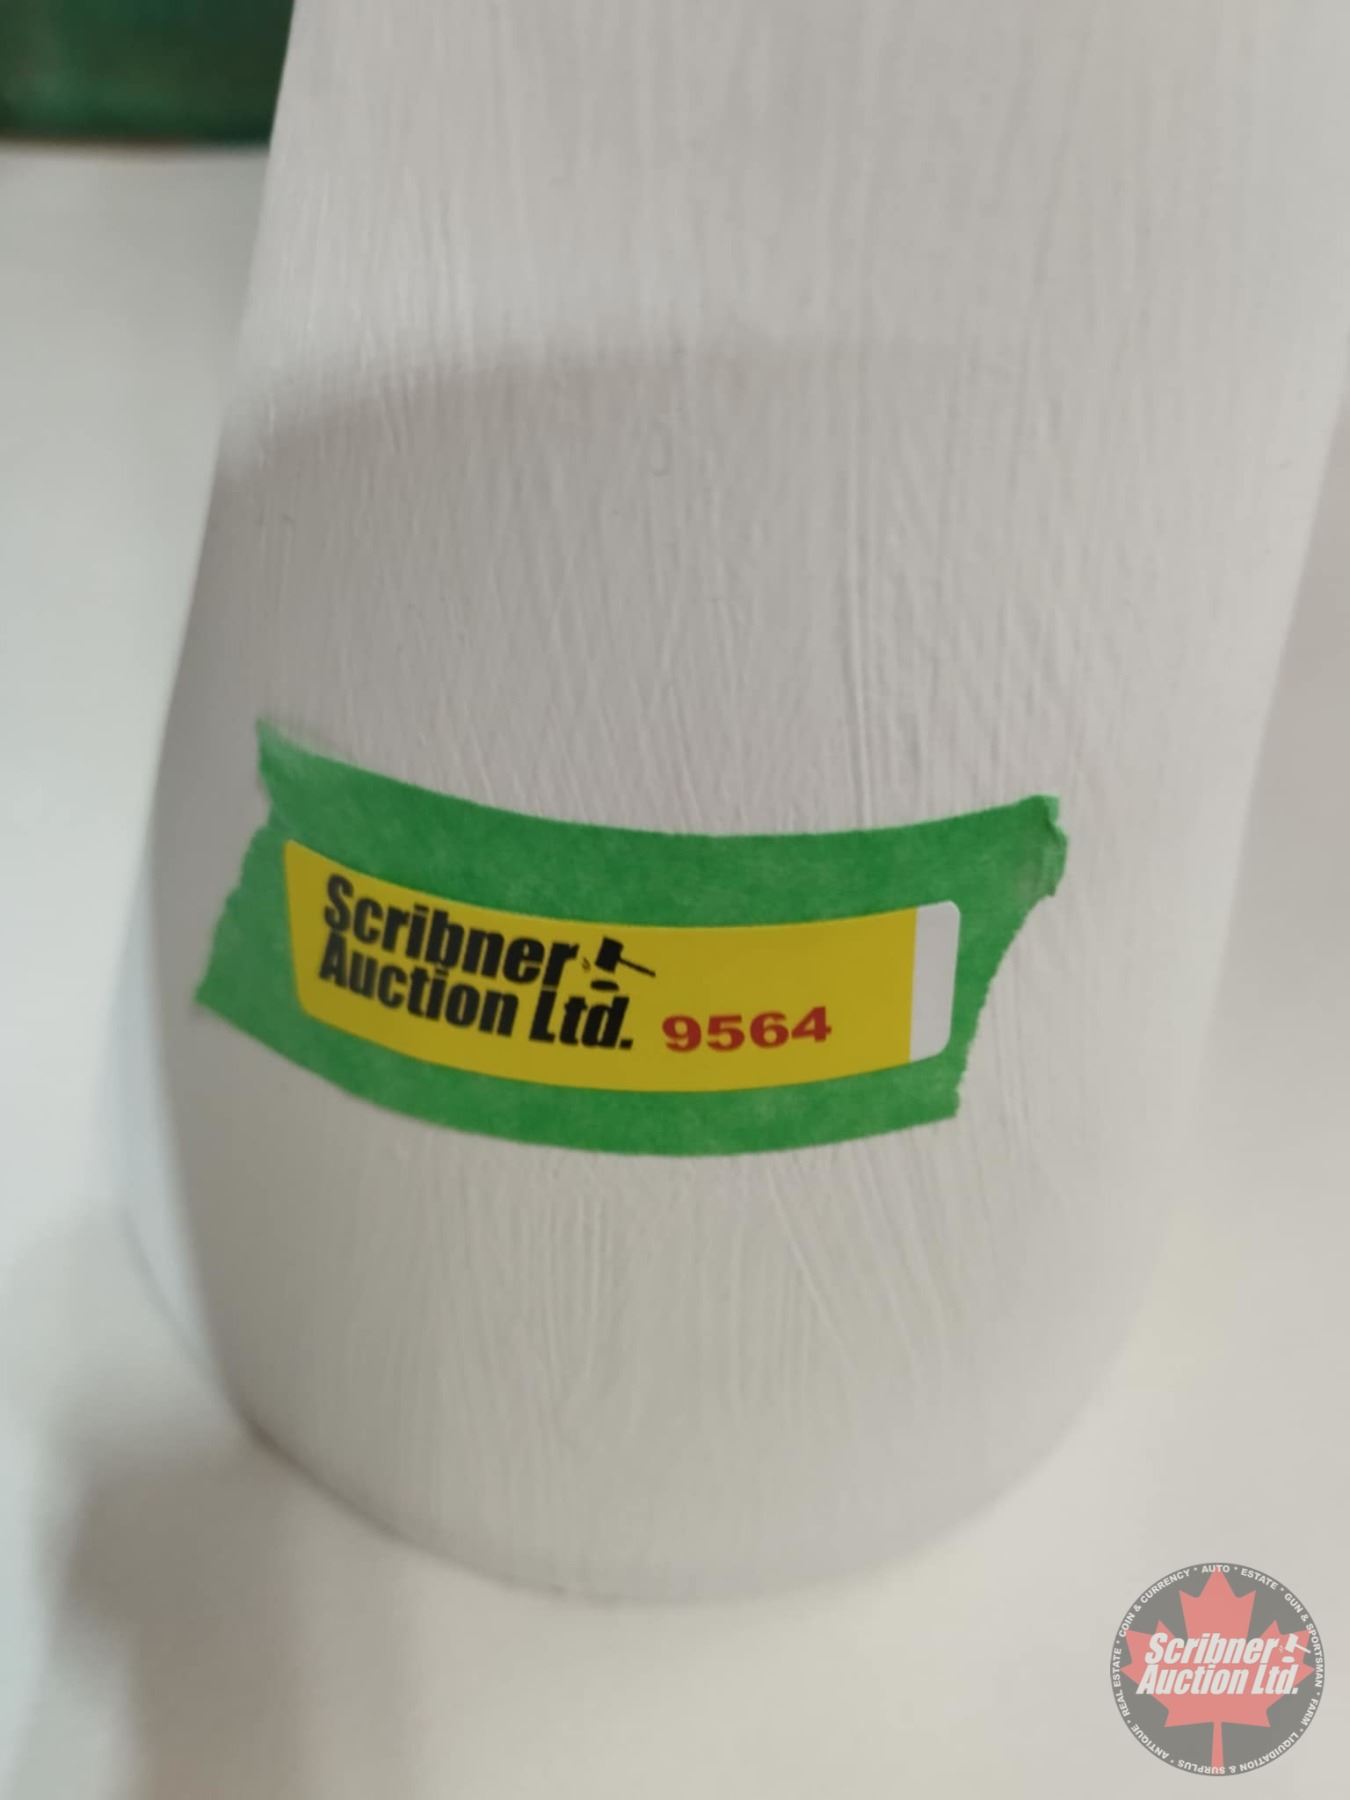 Scribner
Auction Ltd. 9564
COIN & CURRENCY • AUTO • ESTATE • GUN & SPORTSMAN • FARM • LIQUIDATION & SURPLUS • ANTIQUE • REAL ESTATE •
Scribner
Auction Ltd.